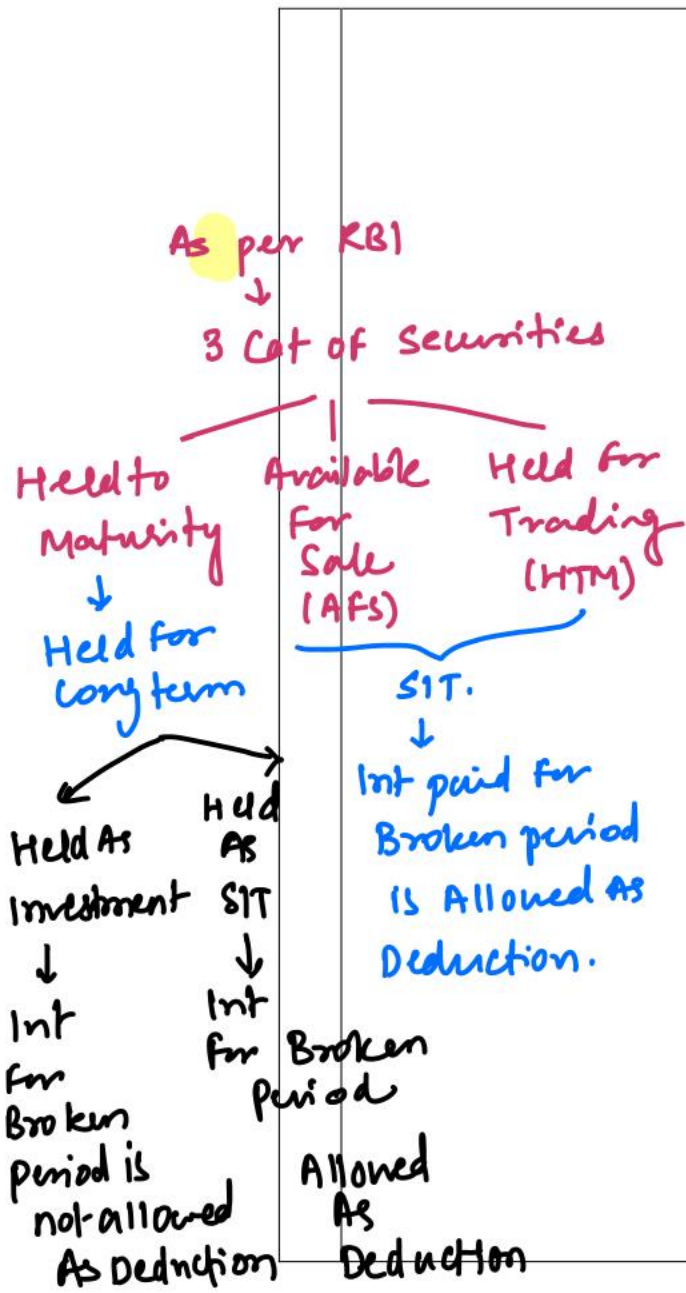 As per RBI
↓
3 Cat of Securities
Held to
Maturity
↓
Held for
Long term
Available
For
Sale
(AFS)
Held for
Trading
(HTM)
SIT.
↓
Int paid for
Broken period
is Allowed As
Deduction.
Held As
Investment
↓
Int
For
Broken
period is
not allowed
As Deduction
Held
As
SIT
↓
Int
for Broken
Period
Allowed
As
Deduction